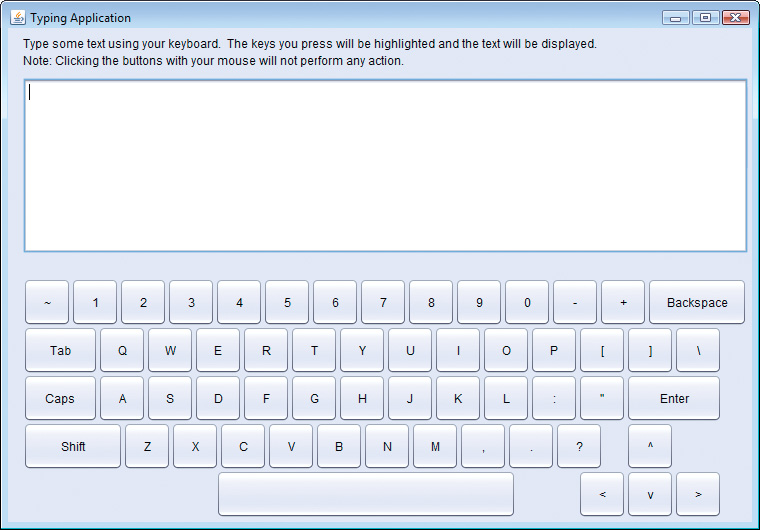 Typing Application
Type some text using your keyboard. The keys you press will be highlighted and the text will be displayed.
Note: Clicking the buttons with your mouse will not perform any action.
~ 1 2 3 4 5 6 7 8 9 0 - + Backspace
Tab Q W E R T Y U I O P [ ] \
Caps A S D F G H J K L : " Enter
Shift Z X C V B N M , . ? ^
< v >